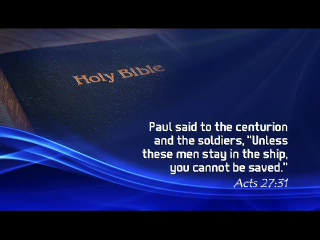 Holy Bible
Paul said to the centurion
and the soldiers, "Unless
these men stay in the ship,
you cannot be saved."
Acts 27:31